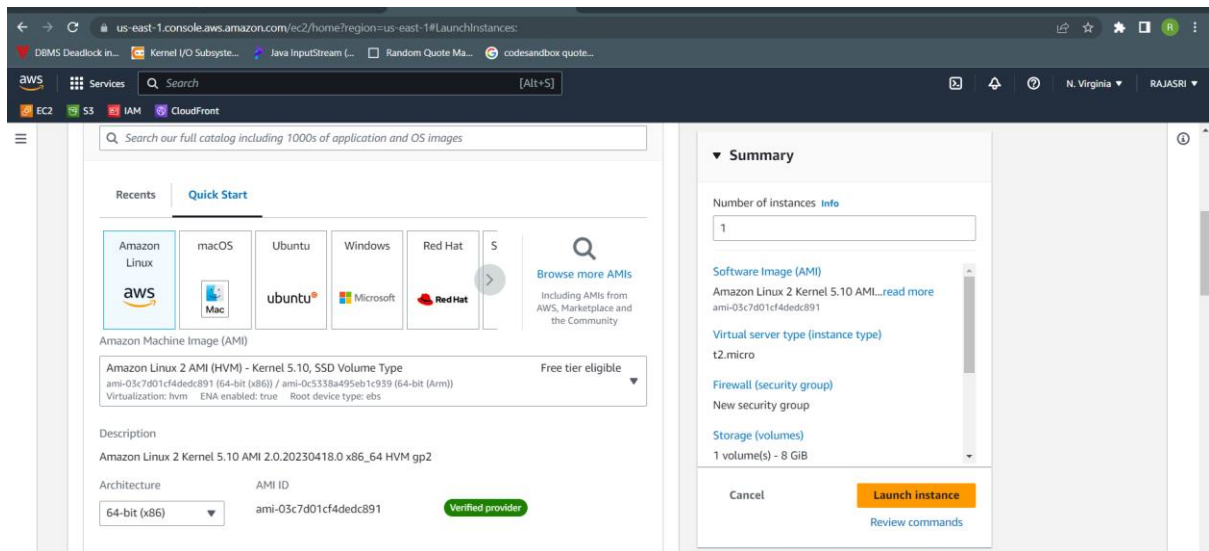 us-east-1.console.aws.amazon.com/ec2/home?region=us-east-1#LaunchInstances:
R
DBMS Deadlock in...
Kernel I/O Subsyste...
Java InputStream (...
Random Quote Ma...
codesandbox quote...
aws
Services
Search
[Alt+S]
N. Virginia
RAJASRI
EC2
S3
IAM
CloudFront
Search our full catalog including 1000s of application and OS images
Recents
Quick Start
Amazon Linux
aws
macOS
Mac
Ubuntu
ubuntu
Windows
Microsoft
Red Hat
Red Hat
S
Browse more AMIs
Including AMIs from
AWS, Marketplace and
the Community
Amazon Machine Image (AMI)
Amazon Linux 2 AMI (HVM) - Kernel 5.10, SSD Volume Type
Free tier eligible
ami-03c7d01cf4dedc891 (64-bit (x86)) / ami-0c5338a495eb1c939 (64-bit (Arm))
Virtualization: hvm ENA enabled: true Root device type: ebs
Description
Amazon Linux 2 Kernel 5.10 AMI 2.0.20230418.0 x86_64 HVM gp2
Architecture
AMI ID
64-bit (x86)
ami-03c7d01cf4dedc891
Verified provider
Summary
Number of instances Info
1
Software Image (AMI)
Amazon Linux 2 Kernel 5.10 AMI...read more
ami-03c7d01cf4dedc891
Virtual server type (instance type)
t2.micro
Firewall (security group)
New security group
Storage (volumes)
1 volume(s) - 8 GiB
Cancel
Launch instance
Review commands